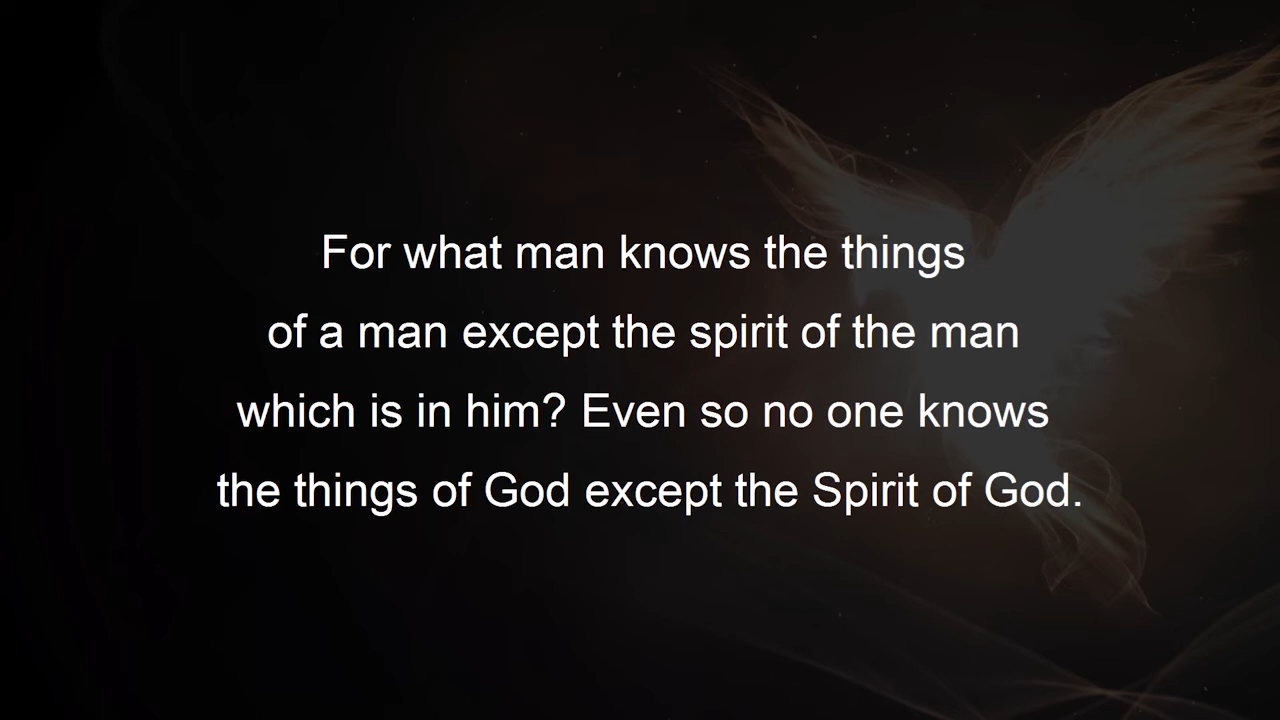 For what man knows the things
of a man except the spirit of the man
which is in him? Even so no one knows
the things of God except the Spirit of God.